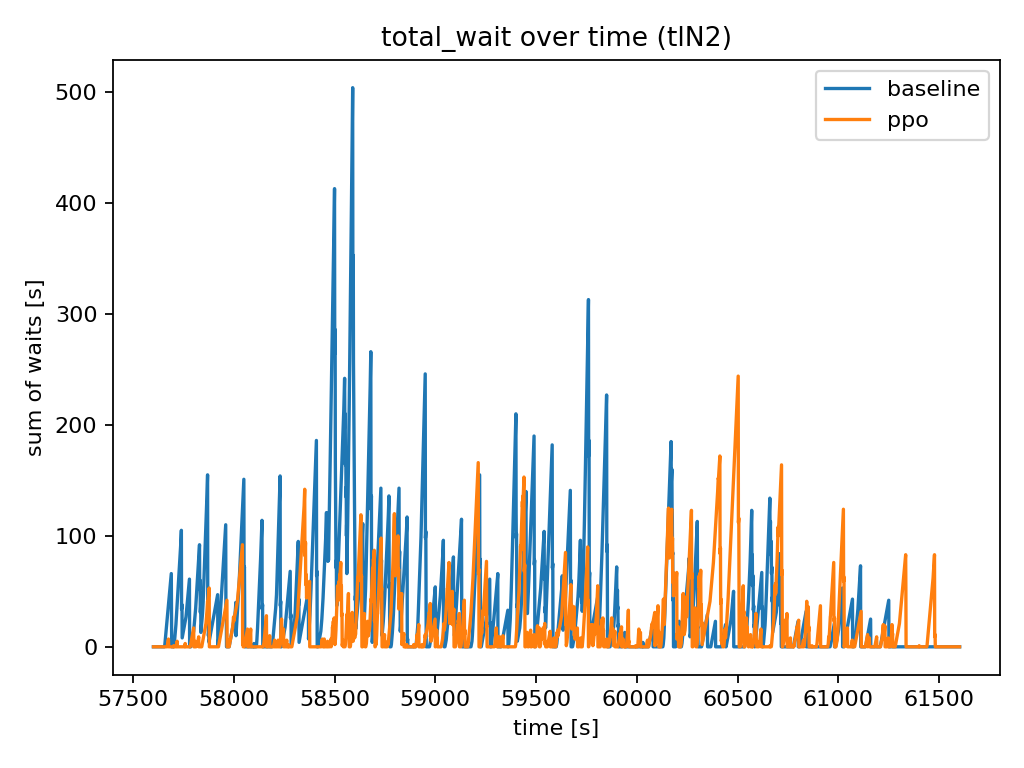 total_wait over time (tlN2)
baseline
ppo
sum of waits [s]
500
400
300
200
100
0
57500 58000 58500 59000 59500 60000 60500 61000 61500
time [s]